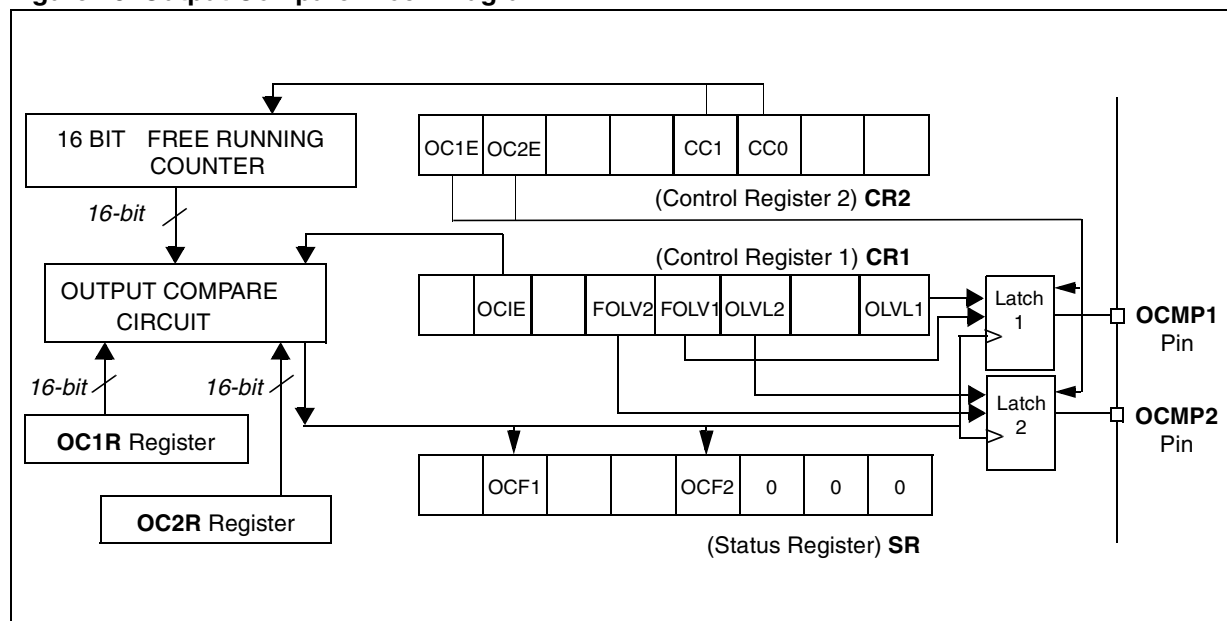 16 BIT FREE RUNNING
COUNTER
16-bit
OC1E OC2E CC1 CC0
(Control Register 2) CR2
(Control Register 1) CR1
OUTPUT COMPARE
CIRCUIT
OCIE FOLV2 FOLV1 OLVL2 OLVL1
Latch
1
OCMP1
Pin
16-bit
16-bit
Latch
2
OCMP2
Pin
OC1R Register
OCF1 OCF2 0 0 0
OC2R Register
(Status Register) SR